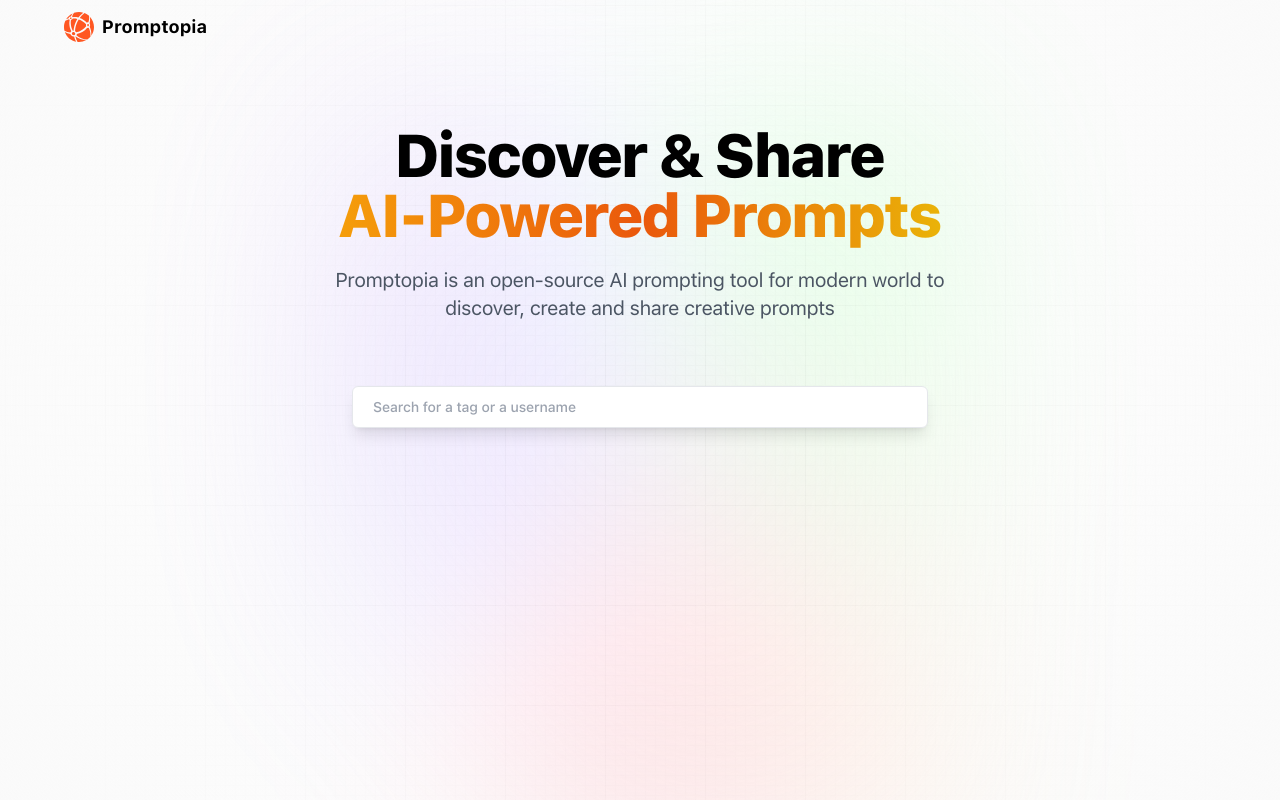 Promptopia
Discover & Share
AI-Powered Prompts
Promptopia is an open-source AI prompting tool for modern world to
discover, create and share creative prompts
Search for a tag or a username